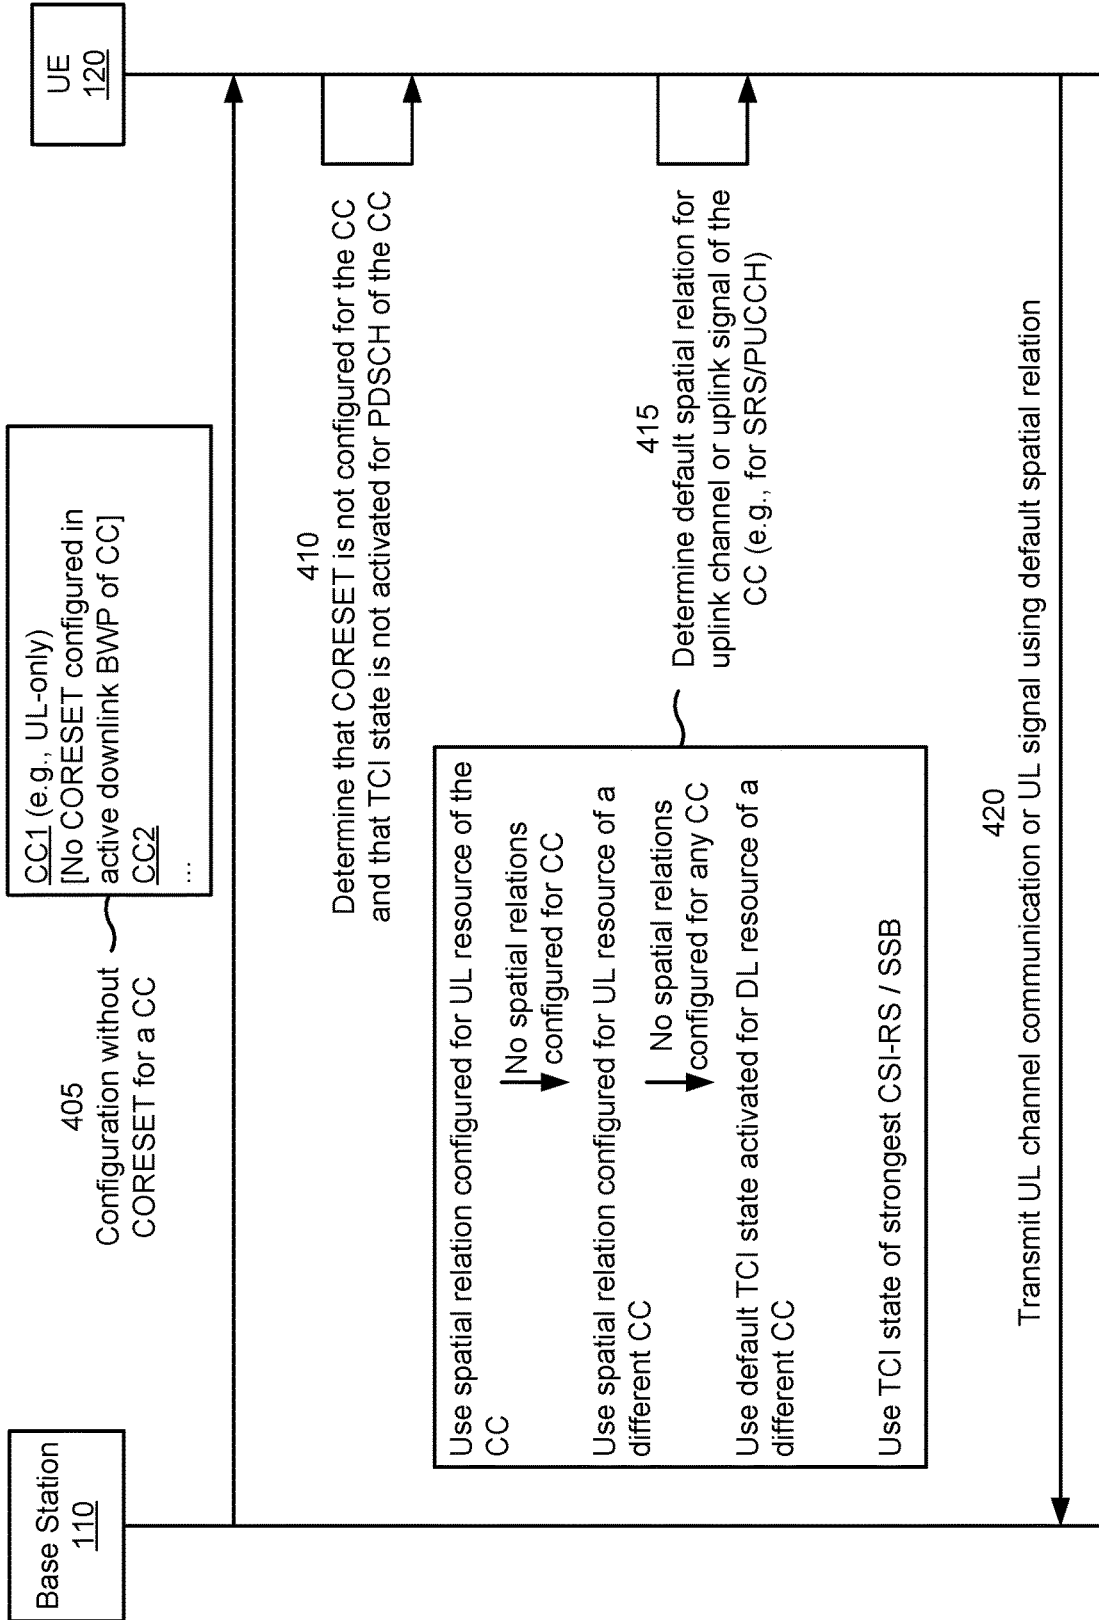 Base Station
110
UE
120
405
Configuration without
CORESET for a CC
CC1 (e.g., UL-only)
[No CORESET configured in
active downlink BWP of CC]
CC2
...
410
Determine that CORESET is not configured for the CC
and that TCI state is not activated for PDSCH of the CC
415
Determine default spatial relation for
uplink channel or uplink signal of the
CC (e.g., for SRS/PUCCH)
Use spatial relation configured for UL resource of the
CC
No spatial relations
configured for CC
Use spatial relation configured for UL resource of a
different CC
No spatial relations
configured for any CC
Use default TCI state activated for DL resource of a
different CC
Use TCI state of strongest CSI-RS / SSB
420
Transmit UL channel communication or UL signal using default spatial relation